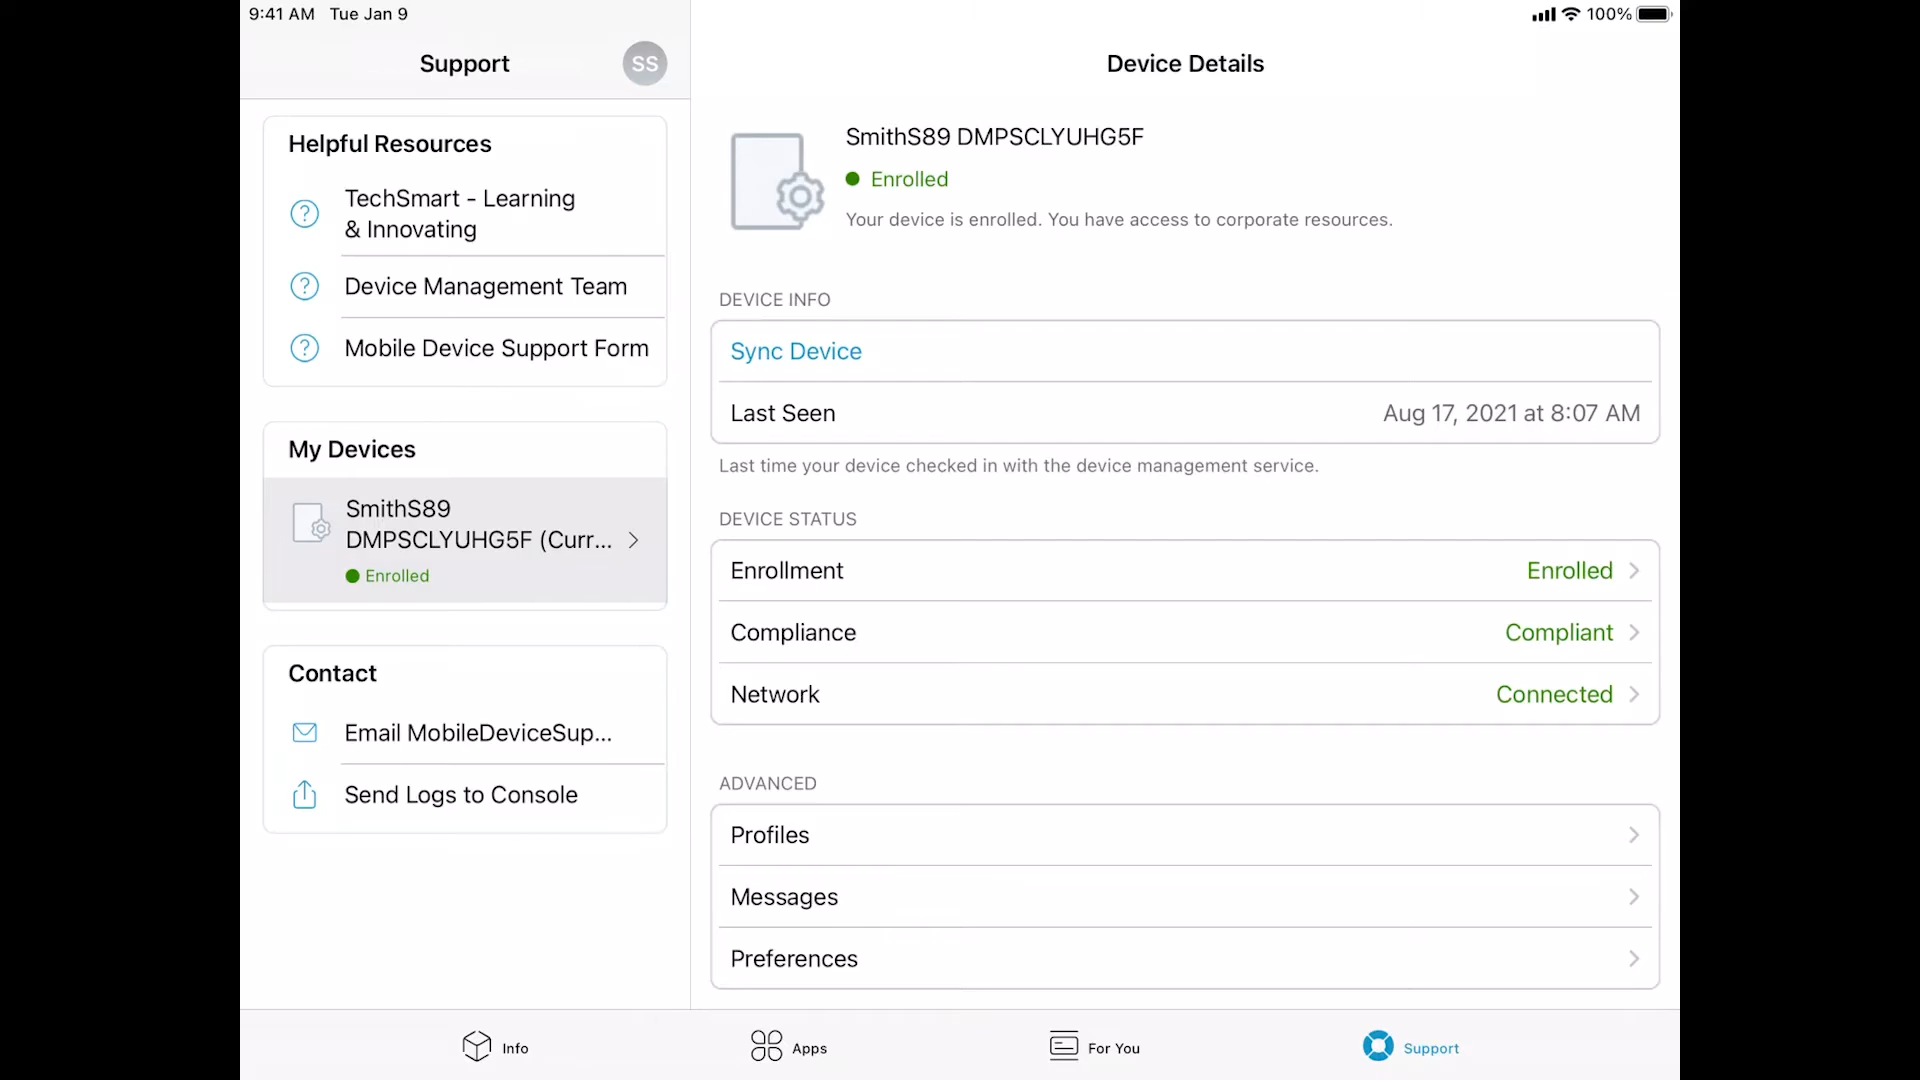 9:41 AM Tue Jan 9
100%
Support
SS
Helpful Resources
TechSmart - Learning
& Innovating
Device Management Team
Mobile Device Support Form
My Devices
SmithS89
DMPSCLYUHG5F (Curr...
Enrolled
Contact
Email MobileDeviceSup...
Send Logs to Console
Device Details
SmithS89 DMPSCLYUHG5F
Enrolled
Your device is enrolled. You have access to corporate resources.
DEVICE INFO
Sync Device
Last Seen Aug 17, 2021 at 8:07 AM
Last time your device checked in with the device management service.
DEVICE STATUS
Enrollment Enrolled
Compliance Compliant
Network Connected
ADVANCED
Profiles
Messages
Preferences
Info Apps For You Support